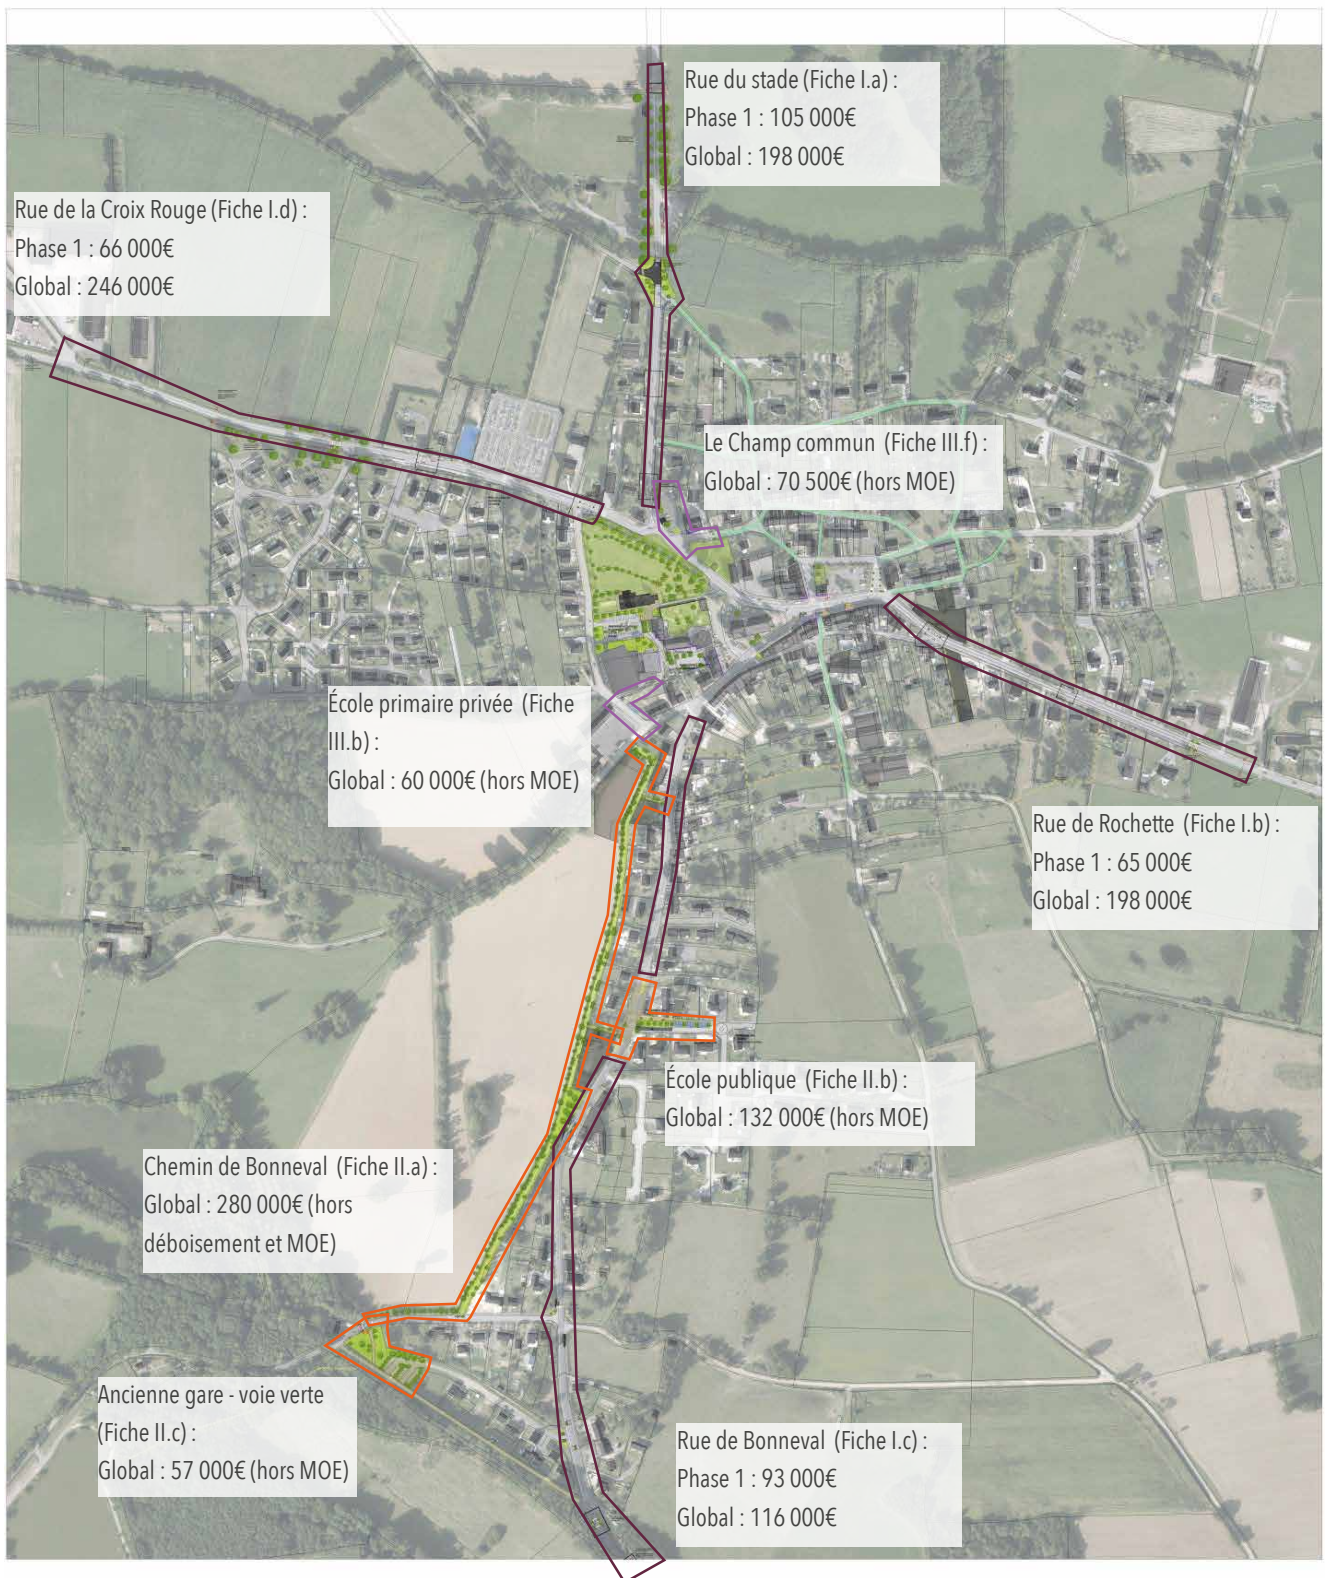 Rue du stade (Fiche I.a) :
Phase 1 : 105 000€
Global : 198 000€
Rue de la Croix Rouge (Fiche I.d) :
Phase 1 : 66 000€
Global : 246 000€
Le Champ commun (Fiche III.f) :
Global : 70 500€ (hors MOE)
École primaire privée (Fiche
III.b) :
Global : 60 000€ (hors MOE)
Rue de Rochette (Fiche I.b) :
Phase 1 : 65 000€
Global : 198 000€
École publique (Fiche II.b) :
Global : 132 000€ (hors MOE)
Chemin de Bonneval (Fiche II.a) :
Global : 280 000€ (hors
déboisement et MOE)
Ancienne gare - voie verte
(Fiche II.c) :
Global : 57 000€ (hors MOE)
Rue de Bonneval (Fiche I.c) :
Phase 1 : 93 000€
Global : 116 000€